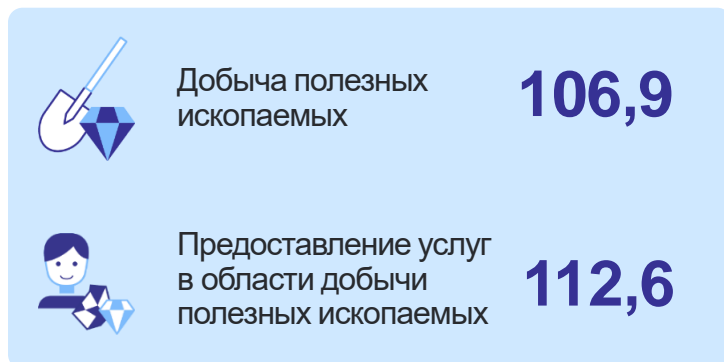 Добыча полезных
ископаемых
106,9
Предоставление услуг
в области добычи
полезных ископаемых
112,6